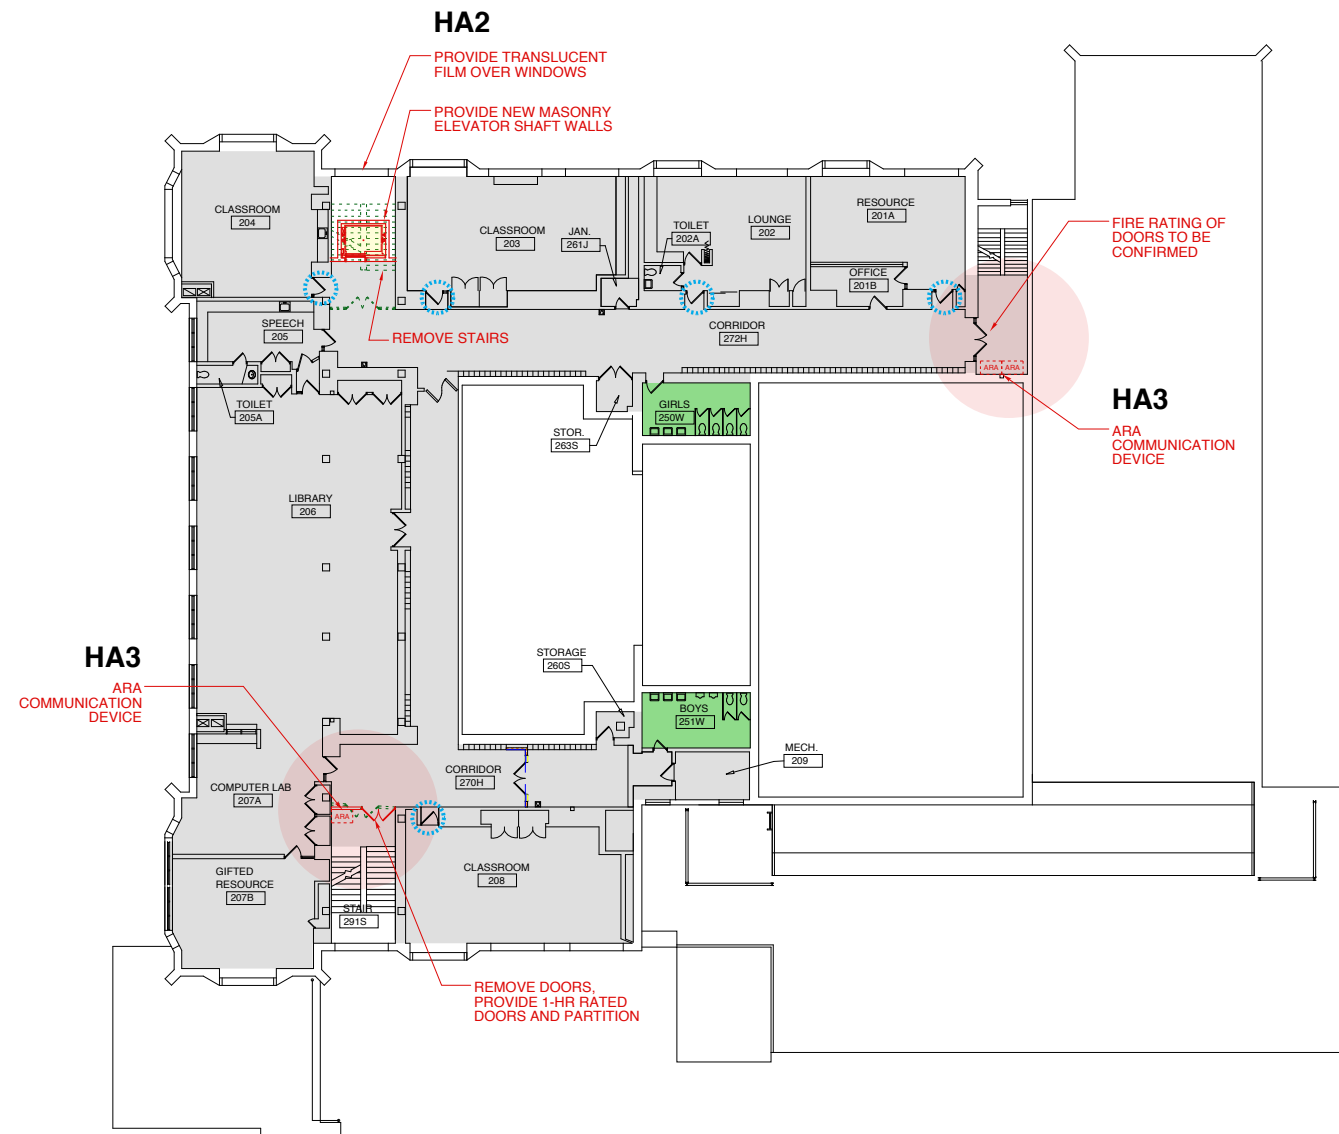 HA2
PROVIDE TRANSLUCENT
FILM OVER WINDOWS
PROVIDE NEW MASONRY
ELEVATOR SHAFT WALLS
CLASSROOM
204
CLASSROOM
203
JAN.
261J
TOILET
202A
LOUNGE
202
RESOURCE
201A
OFFICE
201B
FIRE RATING OF
DOORS TO BE
CONFIRMED
SPEECH
205
REMOVE STAIRS
CORRIDOR
272H
ARA
ARA
HA3
ARA
COMMUNICATION
DEVICE
TOILET
205A
STOR.
263S
GIRLS
250W
LIBRARY
206
HA3
ARA
COMMUNICATION
DEVICE
STORAGE
260S
BOYS
251W
MECH.
209
CORRIDOR
270H
COMPUTER LAB
207A
ARA
GIFTED
RESOURCE
207B
CLASSROOM
208
STAIR
291S
REMOVE DOORS,
PROVIDE 1-HR RATED
DOORS AND PARTITION